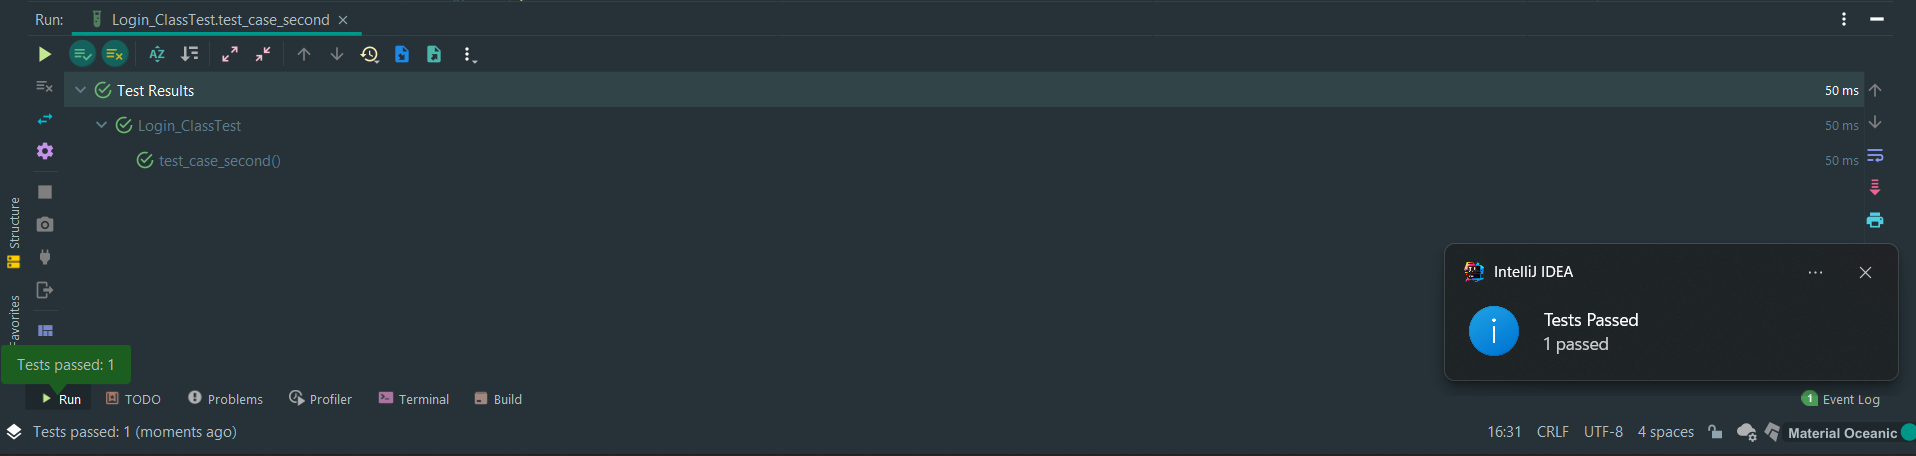 Run: Login_ClassTest.test_case_second
AZ
Test Results 50 ms
Login_ClassTest 50 ms
test_case_second() 50 ms
Structure
Favorites
IntelliJ IDEA
Tests Passed
1 passed
Tests passed: 1
Run TODO Problems Profiler Terminal Build 1 Event Log
Tests passed: 1 (moments ago) 16:31 CRLF UTF-8 4 spaces Material Oceanic